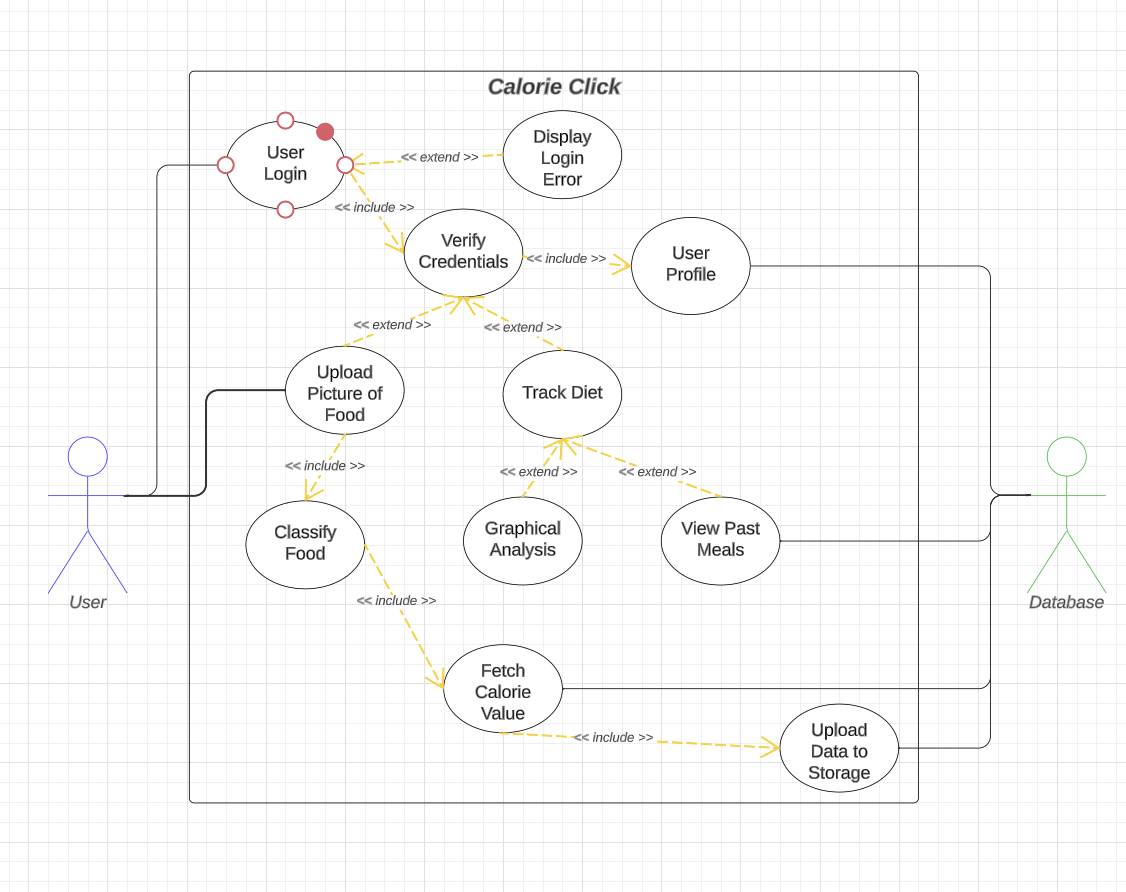 Calorie Click
User
Login
<< extend >>
Display
Login
Error
<< include >>
Verify
Credentials
<< include >>
User
Profile
<< extend >>
<< extend >>
Upload
Picture of
Food
Track Diet
<< include >>
<< extend >>
<< extend >>
Classify
Food
Graphical
Analysis
View Past
Meals
User
Database
<< include >>
Fetch
Calorie
Value
<< include >>
Upload
Data to
Storage